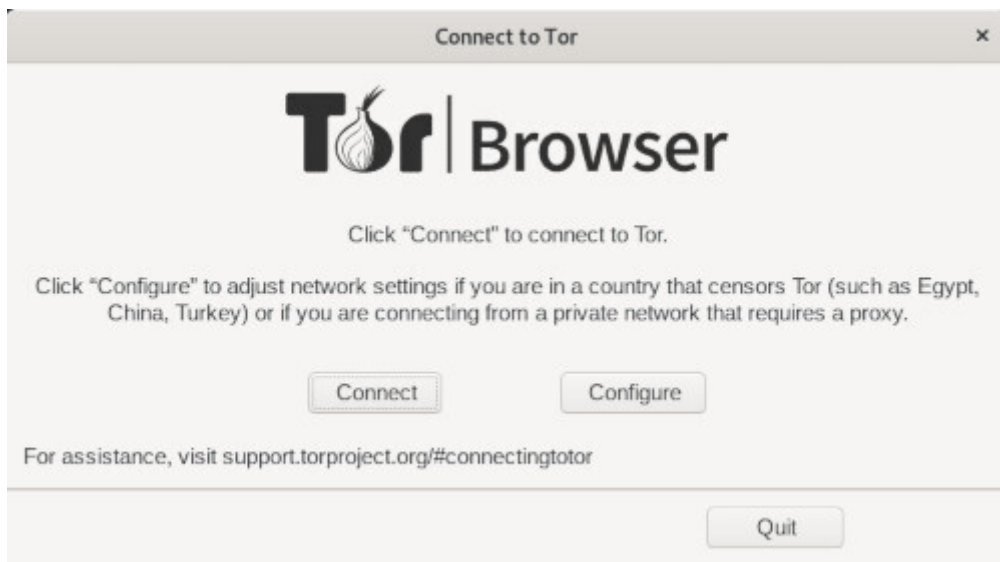 Connect to Tor ×
Tor | Browser
Click “Connect" to connect to Tor.
Click “Configure” to adjust network settings if you are in a country that censors Tor (such as Egypt,
China, Turkey) or if you are connecting from a private network that requires a proxy.
Connect Configure
For assistance, visit support.torproject.org/#connectingtotor
Quit